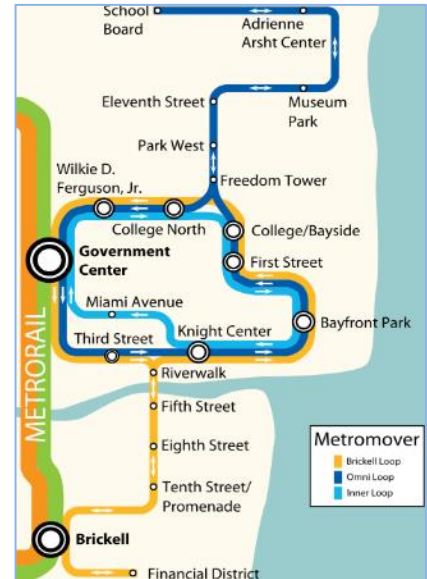 School
Board
Adrienne
Arsht Center
Eleventh Street
Museum
Park
Park West
Wilkie D.
Ferguson, Jr.
Freedom Tower
College North
College/Bayside
Government
Center
First Street
Miami Avenue
Knight Center
Bayfront Park
Third Street
Riverwalk
METRORAIL
Fifth Street
Eighth Street
Tenth Street/
Promenade
Brickell
Financial District
Metromover
Brickell Loop
Omni Loop
Inner Loop